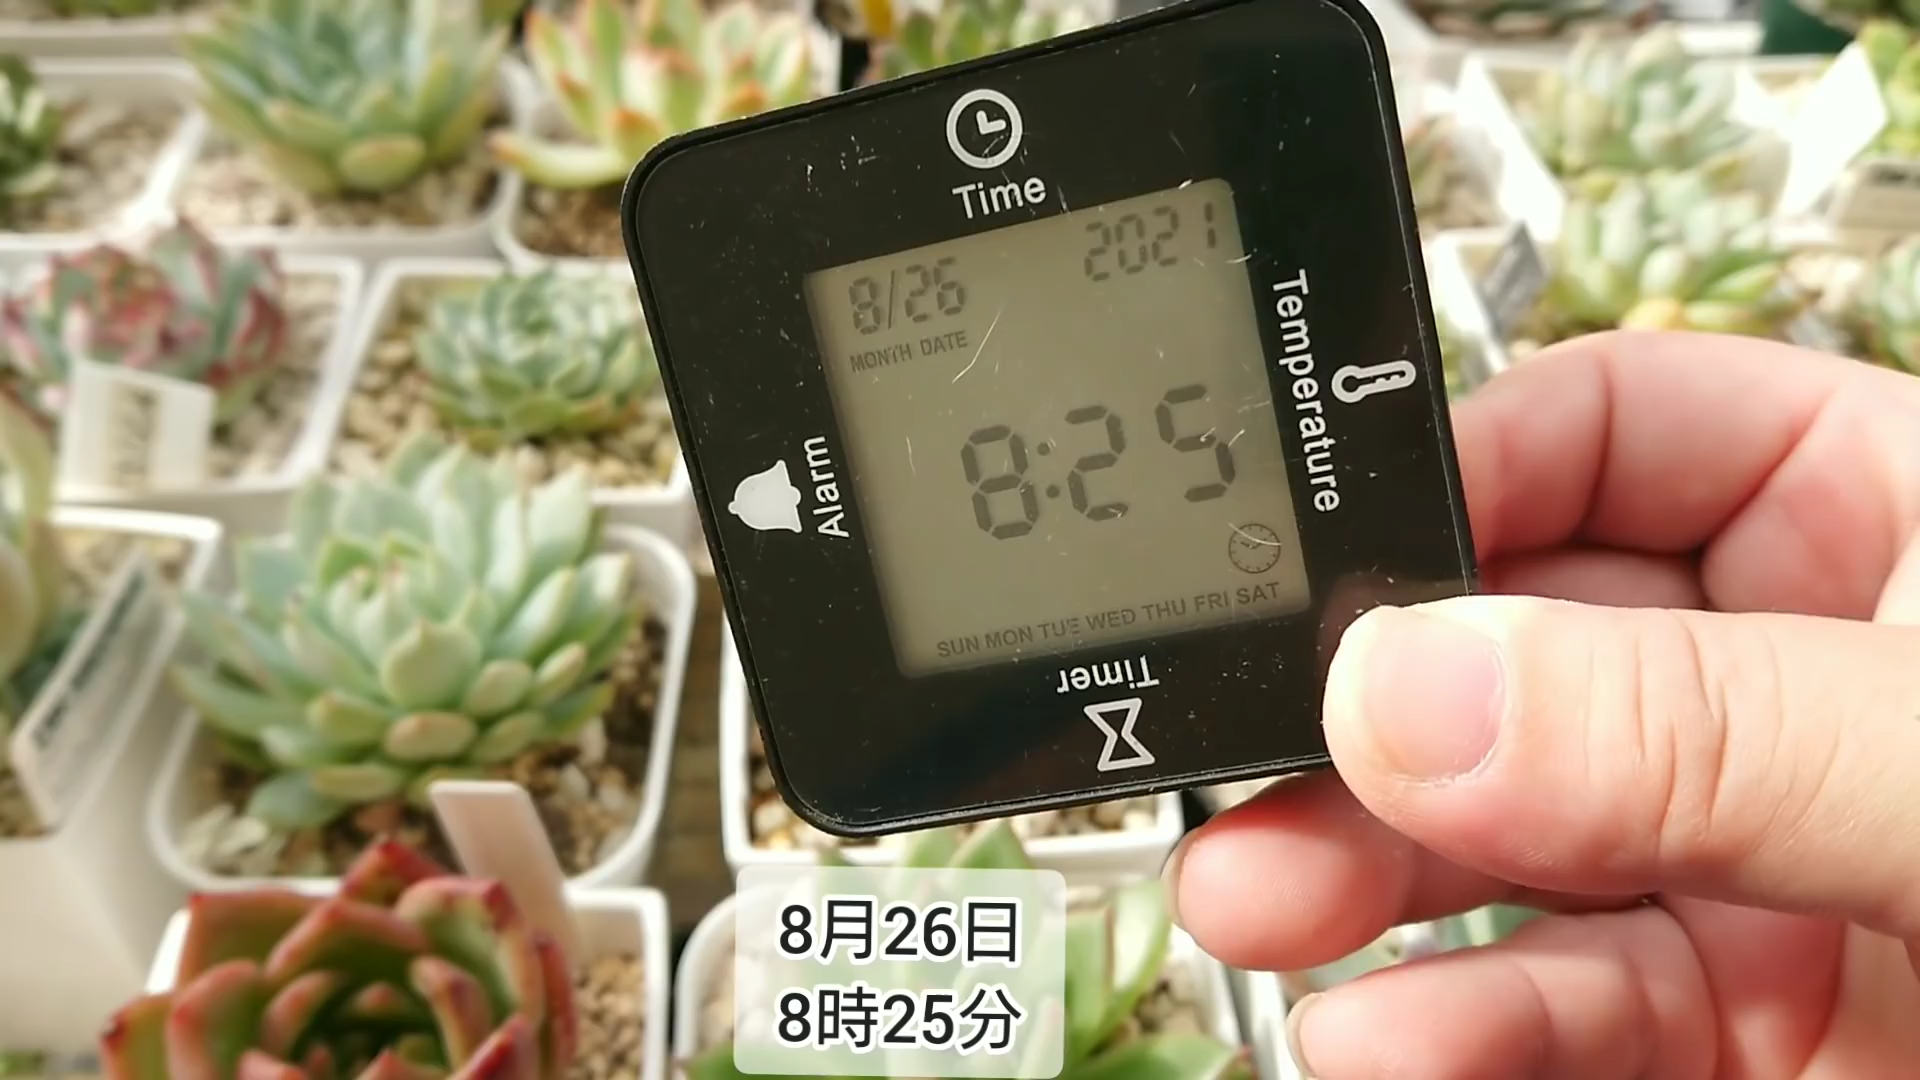 Time
8/26 2021
MONTH DATE
8:25
SUN MON TUE WED THU FRI SAT
Alarm
Temperature
Timer
8月26日
8時25分